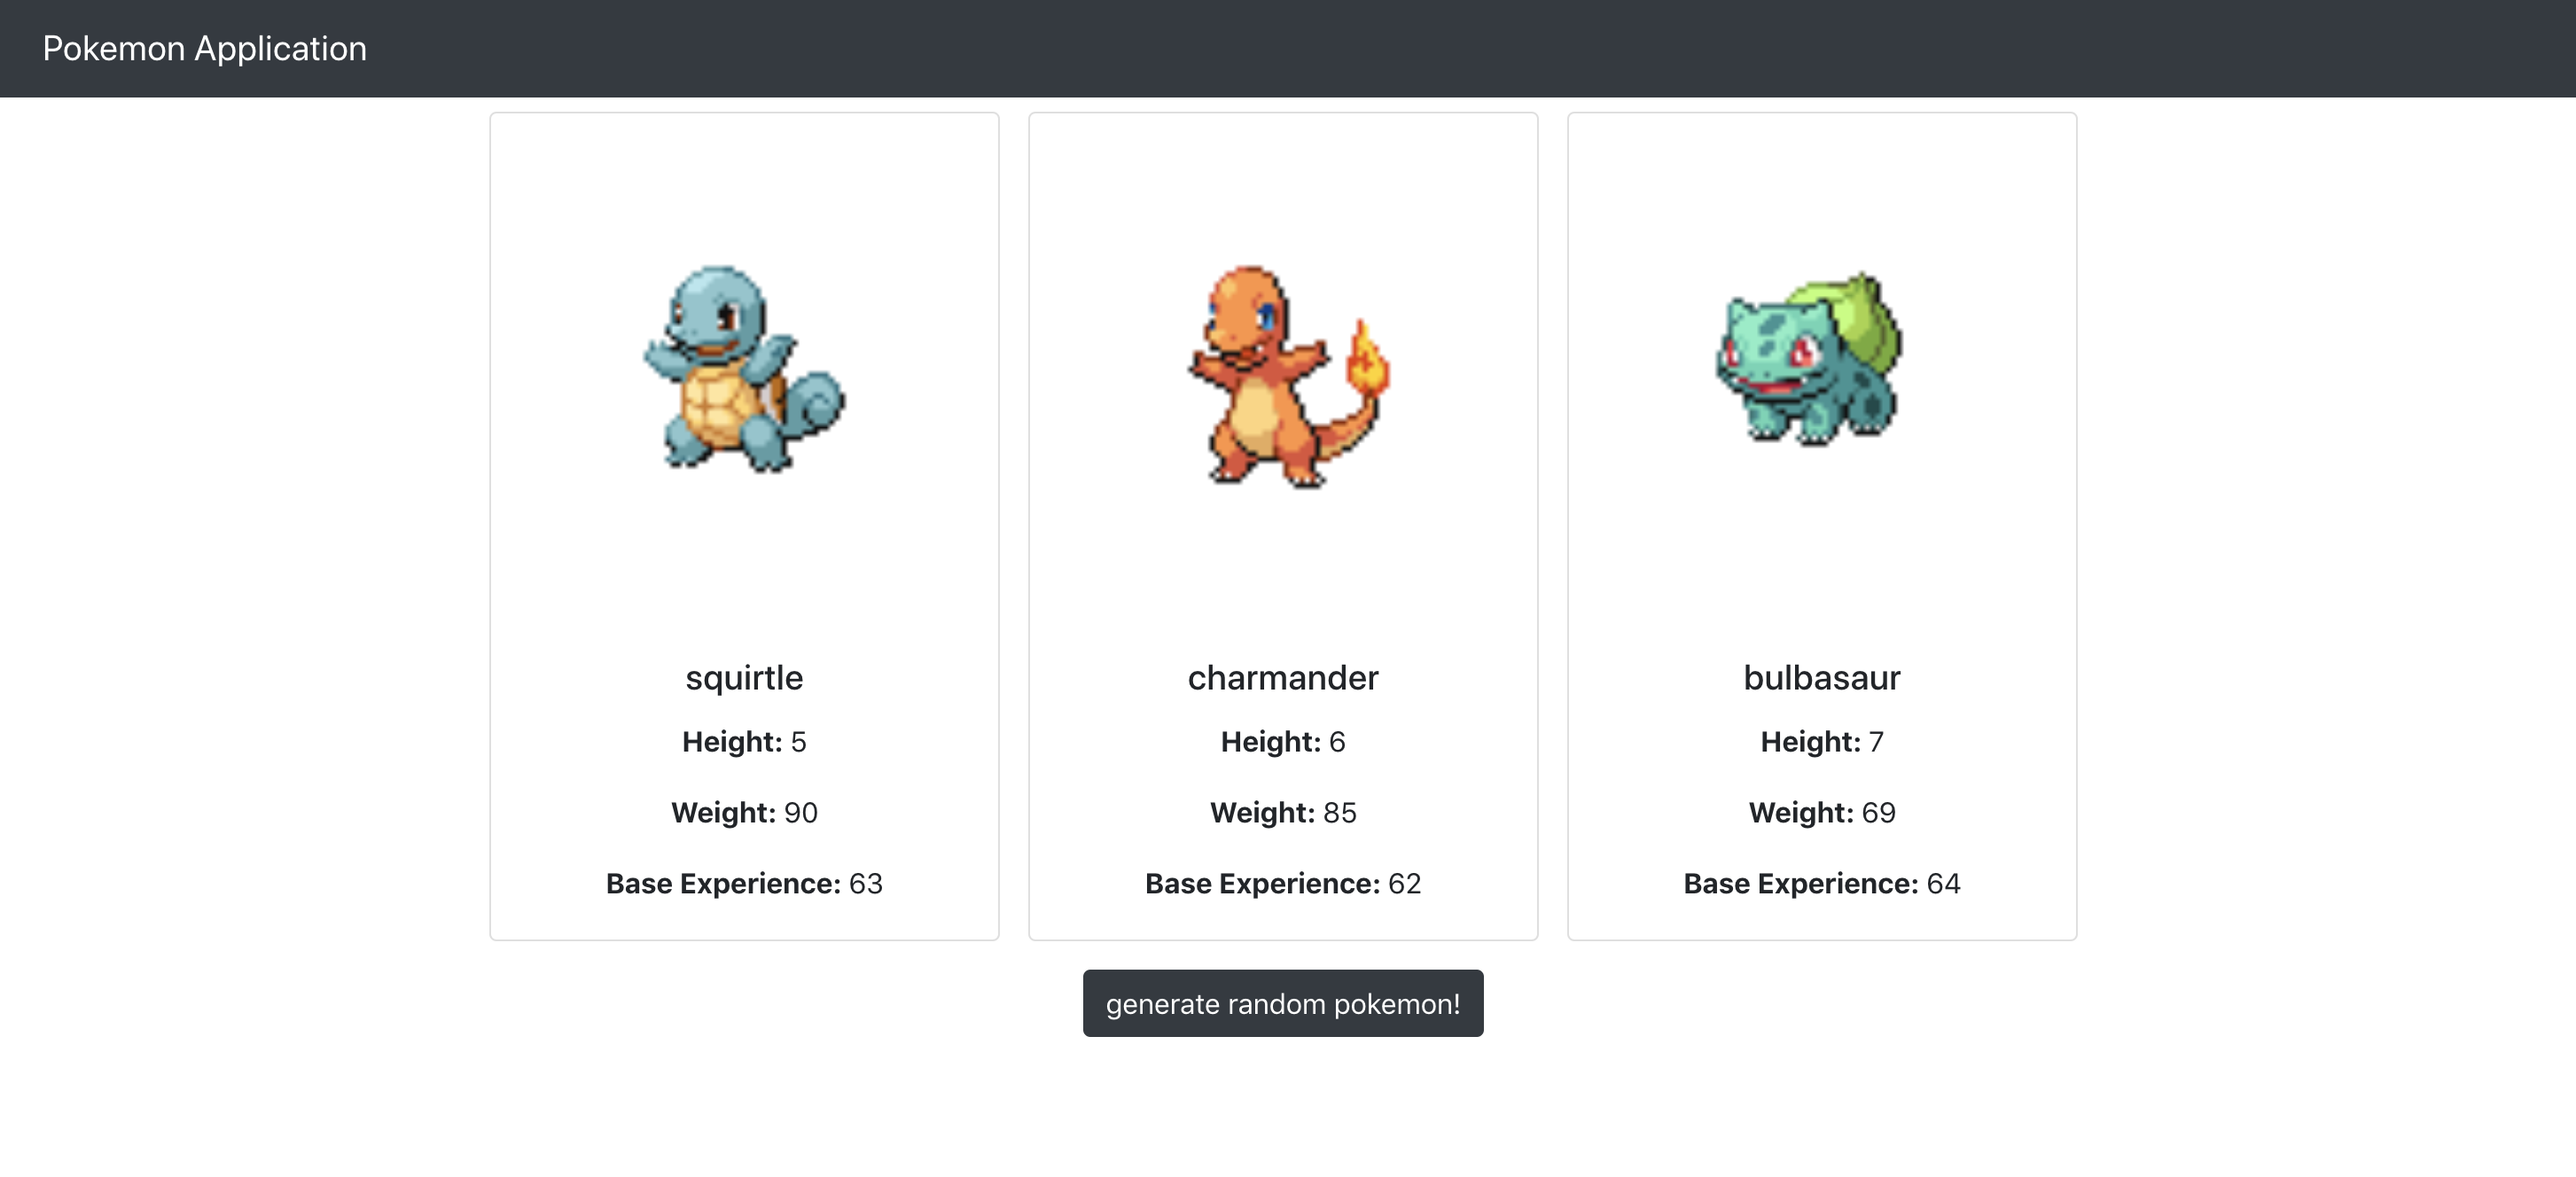 Pokemon Application
squirtle
Height: 5
Weight: 90
Base Experience: 63
charmander
Height: 6
Weight: 85
Base Experience: 62
bulbasaur
Height: 7
Weight: 69
Base Experience: 64
generate random pokemon!